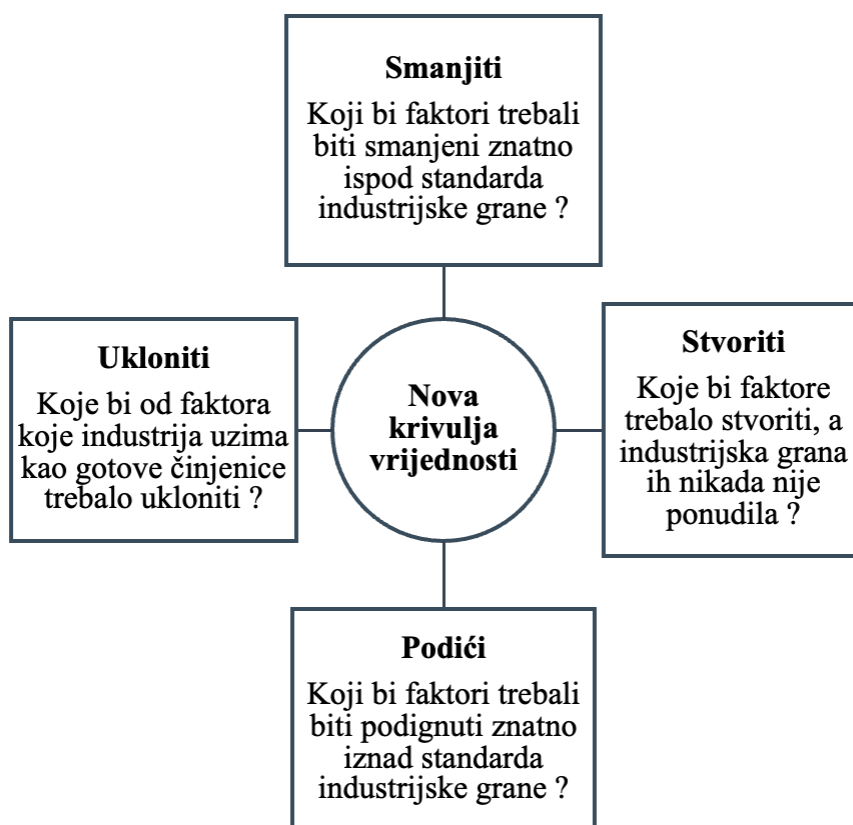 Smanjiti
Koji bi faktori trebali
biti smanjeni znatno
ispod standarda
industrijske grane ?
Ukloniti
Koje bi od faktora
koje industrija uzima
kao gotove činjenice
trebalo ukloniti ?
Nova
krivulja
vrijednosti
Stvoriti
Koje bi faktore
trebalo stvoriti, a
industrijska grana
ih nikada nije
ponudila ?
Podići
Koji bi faktori trebali
biti podignuti znatno
iznad standarda
industrijske grane ?